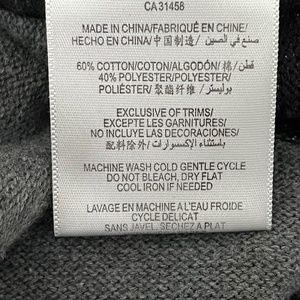 CA 31458
MADE IN CHINA/FABRIQUÉ EN CHINE/
HECHO EN CHINA/中国制造/ صنع في الصين
60% COTTON/COTON/ALGODÓN/ 棉/ قطن
40% POLYESTER/POLYESTER/
POLIÉSTER/ 聚酯纤维 / بوليستر
EXCLUSIVE OF TRIMS/
EXCEPTE LES GARNITURES/
NO INCLUYE LAS DECORACIONES/
配料除外/ باستثناء الإكسسوارات
MACHINE WASH COLD GENTLE CYCLE
DO NOT BLEACH, DRY FLAT
COOL IRON IF NEEDED
LAVAGE EN MACHINE A L'EAU FROIDE
CYCLE DELICAT
SANS JAVEL, SECHEZ A PLAT